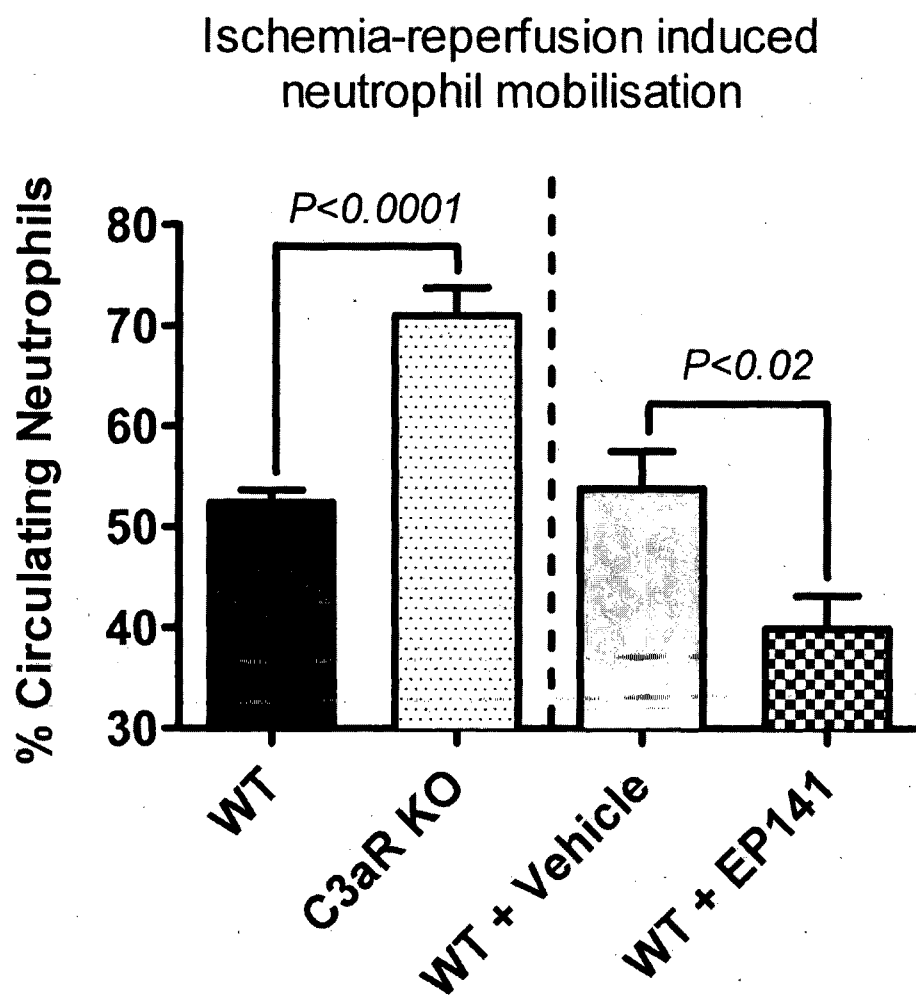 Ischemia-reperfusion induced
neutrophil mobilisation
% Circulating Neutrophils
80
70
60
50
40
30
P<0.0001
P<0.02
WT
C3aR KO
WT + Vehicle
WT + EP141